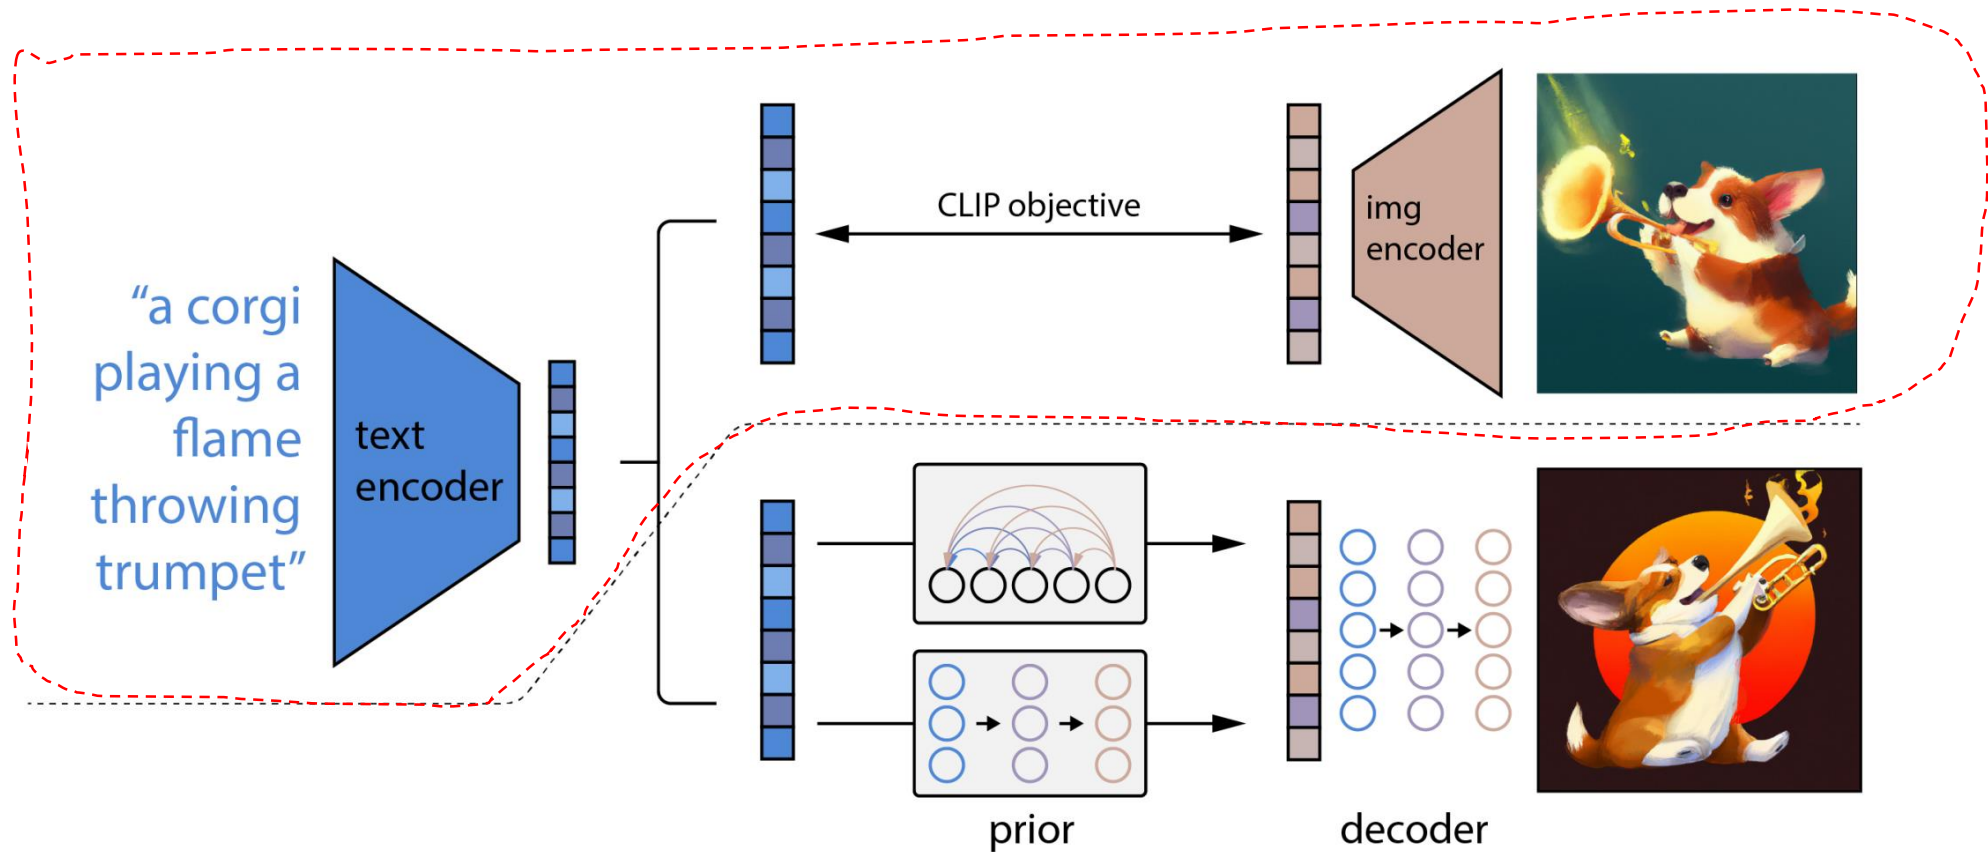 “a corgi
playing a
flame
throwing
trumpet”
text
encoder
CLIP objective
img
encoder
prior
decoder